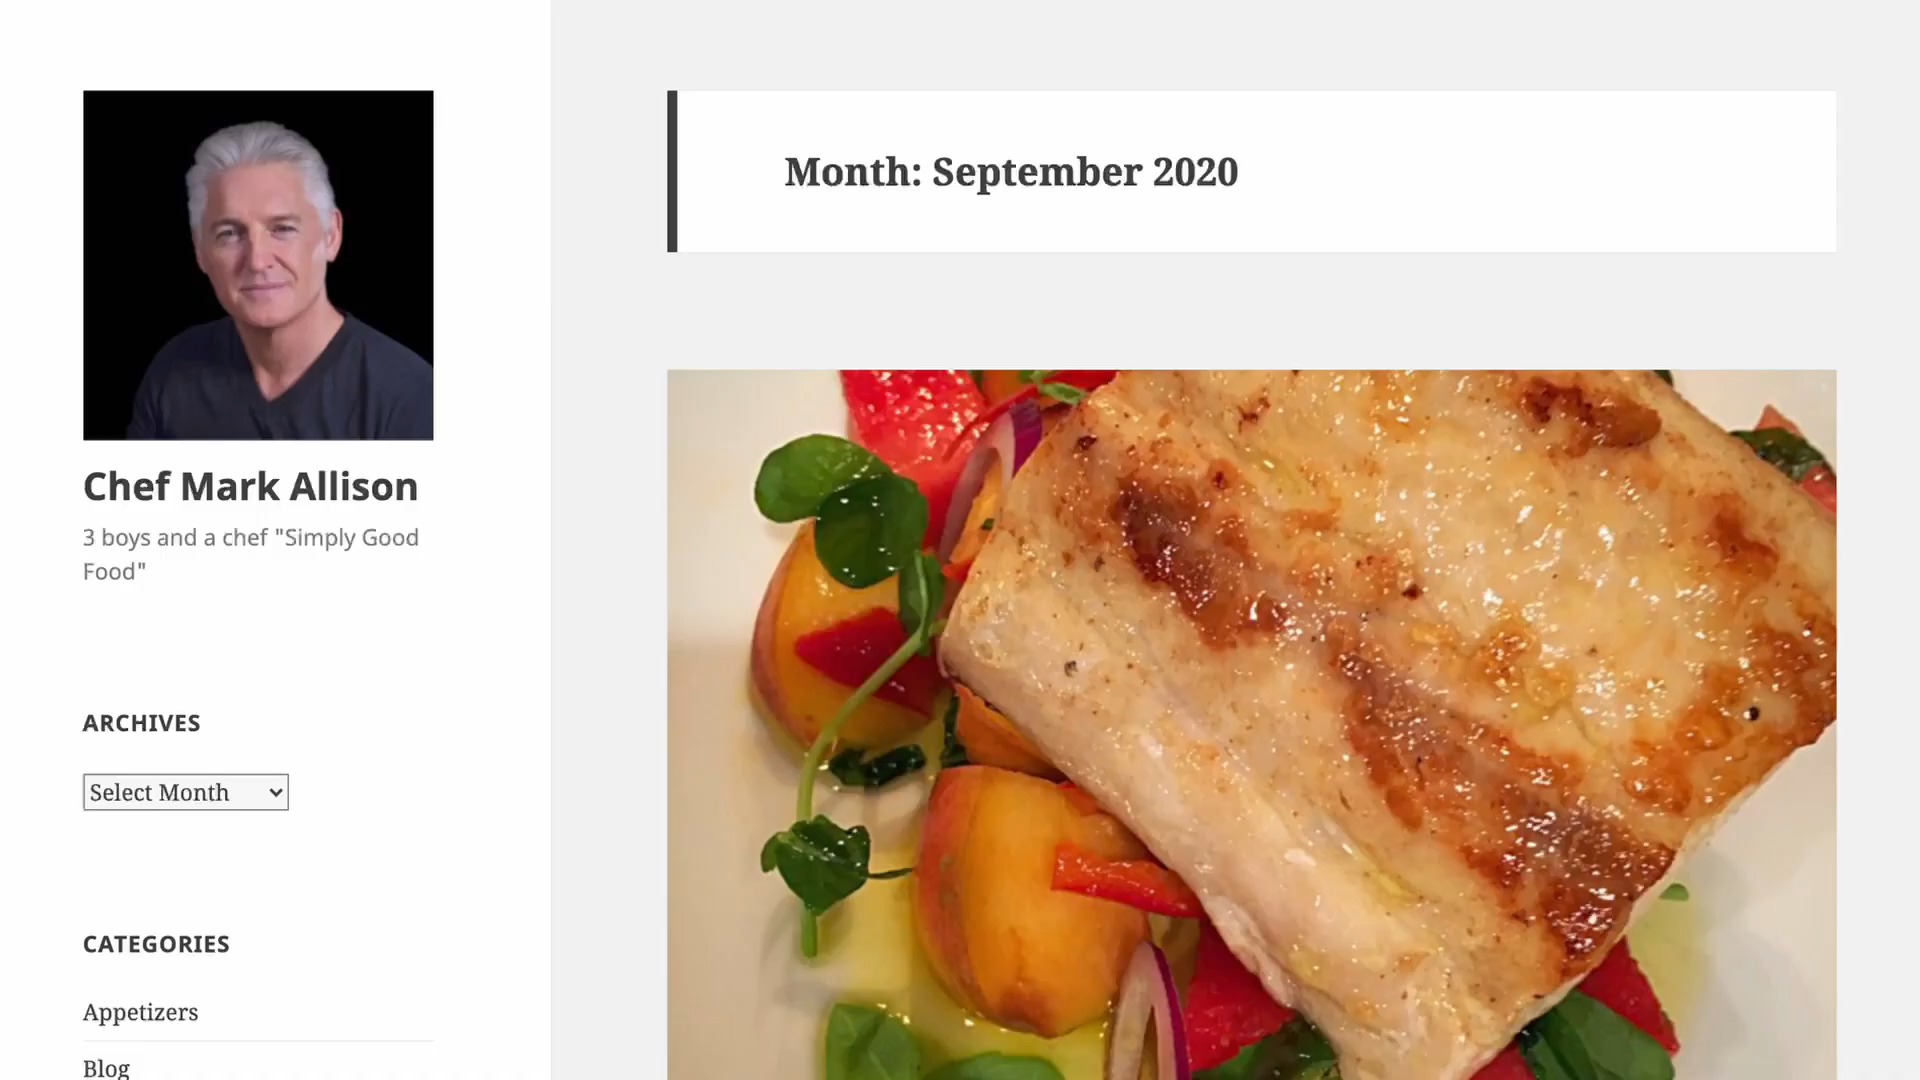 Month: September 2020
Chef Mark Allison
3 boys and a chef "Simply Good
Food"
ARCHIVES
Select Month
CATEGORIES
Appetizers
Blog